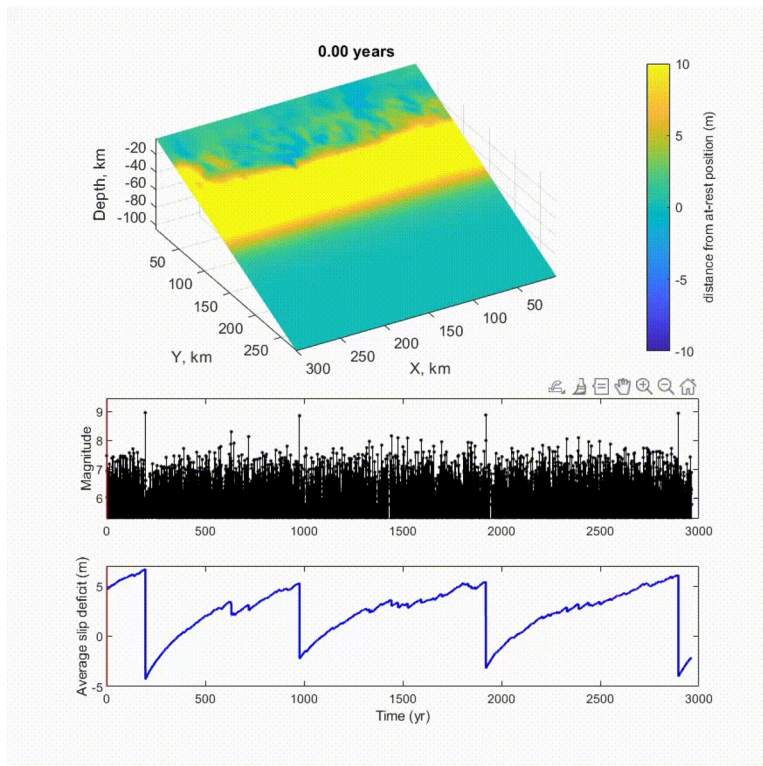 0.00 years
10
5
0
-5
-10
distance from at-rest position (m)
-20
-40
-60
-80
-100
Depth, km
50
100
150
200
250
Y, km
50
100
150
200
250
300
X, km
9
8
7
6
Magnitude
0 500 1000 1500 2000 2500 3000
5
0
-5
Average slip deficit (m)
0 500 1000 1500 2000 2500 3000
Time (yr)